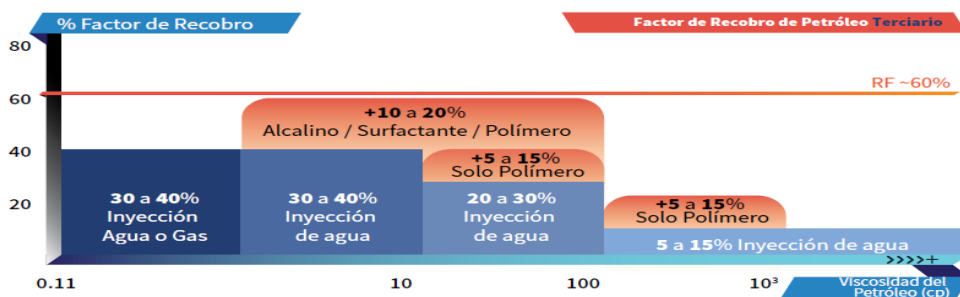 % Factor de Recobro
Factor de Recobro de Petróleo Terciario
80
RF ~60%
60
+10 a 20%
Alcalino / Surfactante / Polímero
40
+5 a 15%
Solo Polímero
30 a 40%
Inyección
Agua o Gas
30 a 40%
Inyección
de agua
20 a 30%
Inyección
de agua
20
+5 a 15%
Solo Polímero
5 a 15% Inyección de agua
>>>>+
0.11
10
100
10³
Viscosidad del
Petróleo (cp)